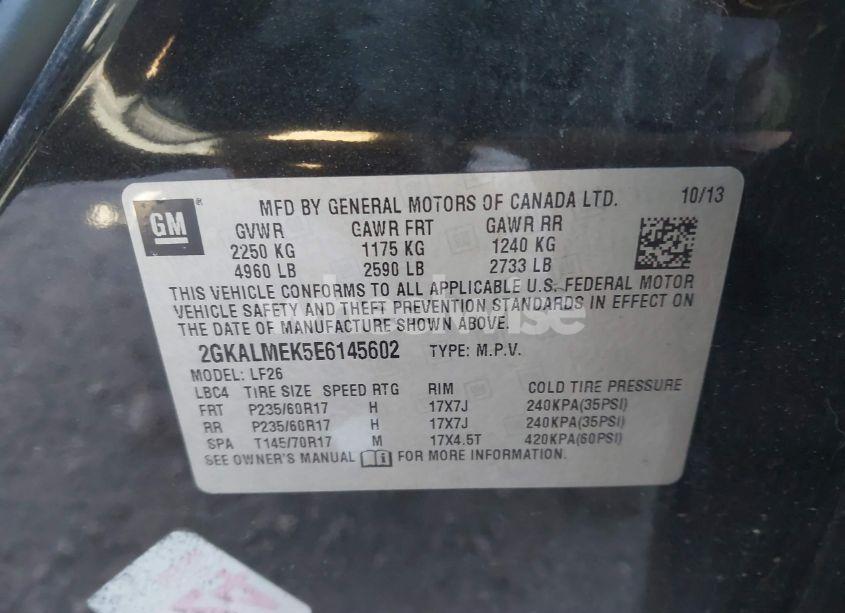 GM
MFD BY GENERAL MOTORS OF CANADA LTD. 10/13
GVWR GAWR FRT GAWR RR
2250 KG 1175 KG 1240 KG
4960 LB 2590 LB 2733 LB
THIS VEHICLE CONFORMS TO ALL APPLICABLE U.S. FEDERAL MOTOR
VEHICLE SAFETY AND THEFT PREVENTION STANDARDS IN EFFECT ON
THE DATE OF MANUFACTURE SHOWN ABOVE.
2GKALMEK5E6145602 TYPE: M.P.V.
MODEL: LF26
LBC4 TIRE SIZE SPEED RTG RIM COLD TIRE PRESSURE
FRT P235/60R17 H 17X7J 240KPA(35PSI)
RR P235/60R17 H 17X7J 240KPA(35PSI)
SPA T145/70R17 M 17X4.5T 420KPA(60PSI)
SEE OWNER'S MANUAL FOR MORE INFORMATION.